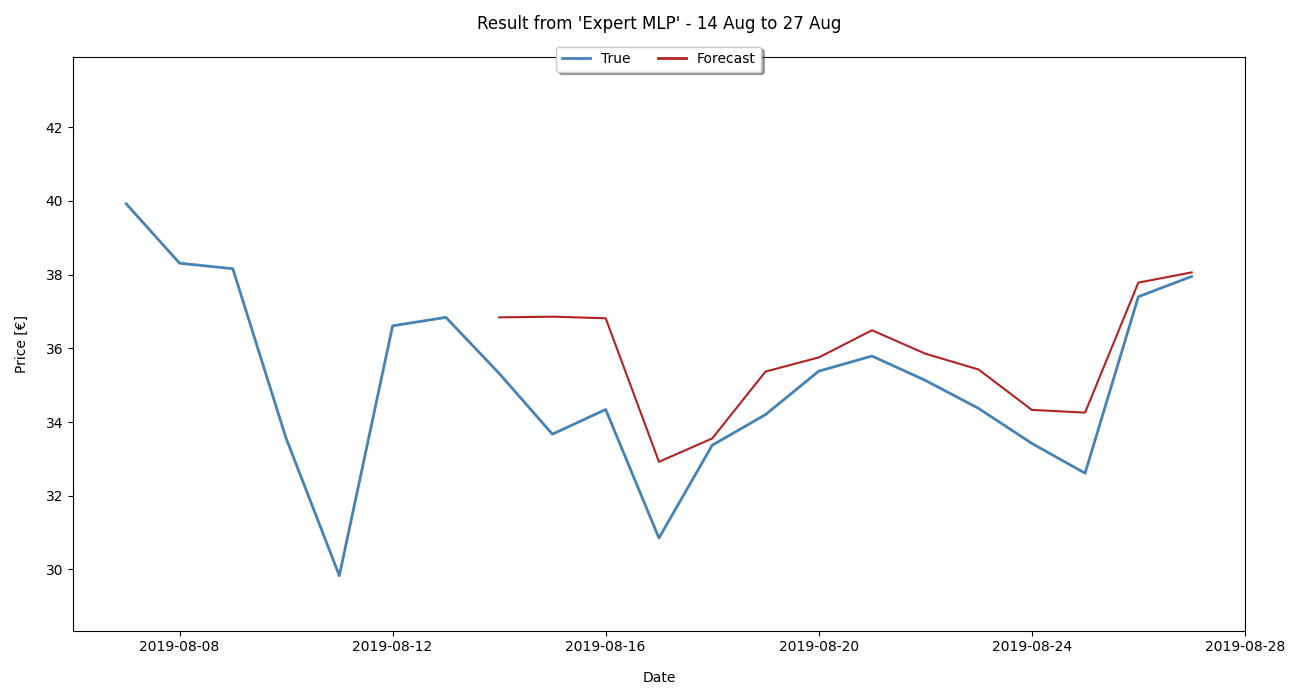 Result from 'Expert MLP' - 14 Aug to 27 Aug
True Forecast
42
40
38
36
34
32
30
Price [€]
2019-08-08 2019-08-12 2019-08-16 2019-08-20 2019-08-24 2019-08-28
Date